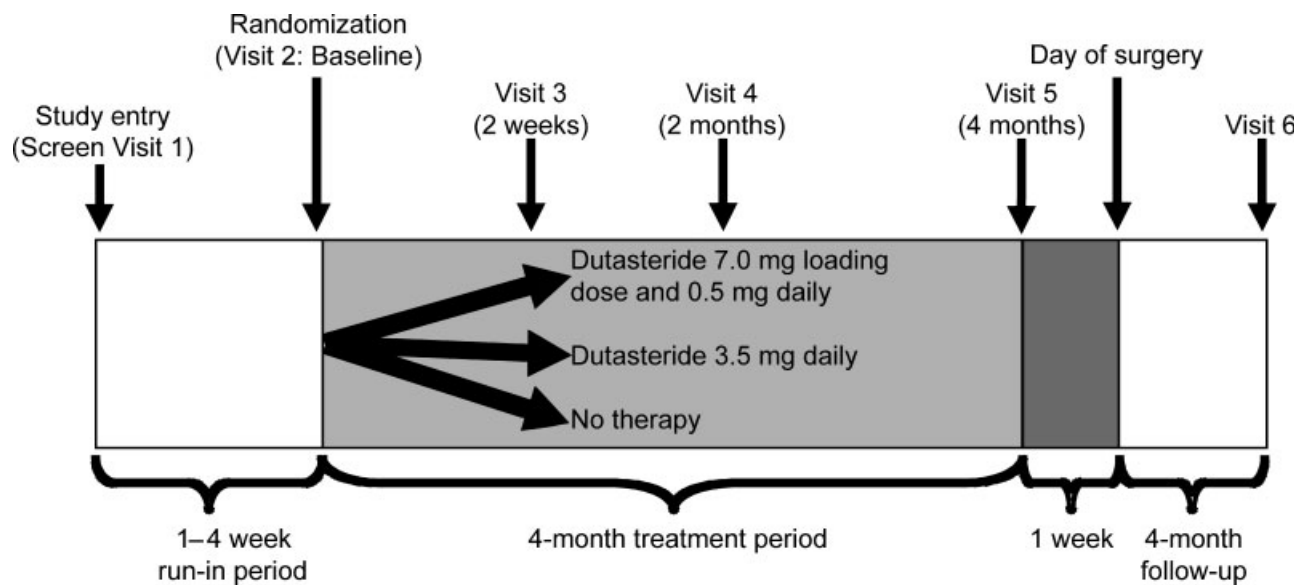 Randomization
(Visit 2: Baseline)
Day of surgery
Study entry
(Screen Visit 1)
Visit 3
(2 weeks)
Visit 4
(2 months)
Visit 5
(4 months)
Visit 6
Dutasteride 7.0 mg loading
dose and 0.5 mg daily
Dutasteride 3.5 mg daily
No therapy
1–4 week
run-in period
4-month treatment period
1 week
4-month
follow-up